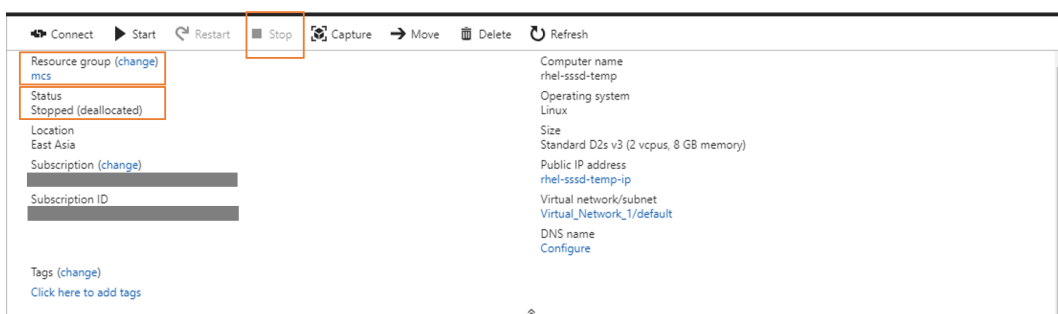 Connect Start Restart Stop Capture Move Delete Refresh
Resource group (change)
mcs
Status
Stopped (deallocated)
Location
East Asia
Subscription (change)
Subscription ID
Tags (change)
Click here to add tags
Computer name
rhel-sssd-temp
Operating system
Linux
Size
Standard D2s v3 (2 vcpus, 8 GB memory)
Public IP address
rhel-sssd-temp-ip
Virtual network/subnet
Virtual_Network_1/default
DNS name
Configure